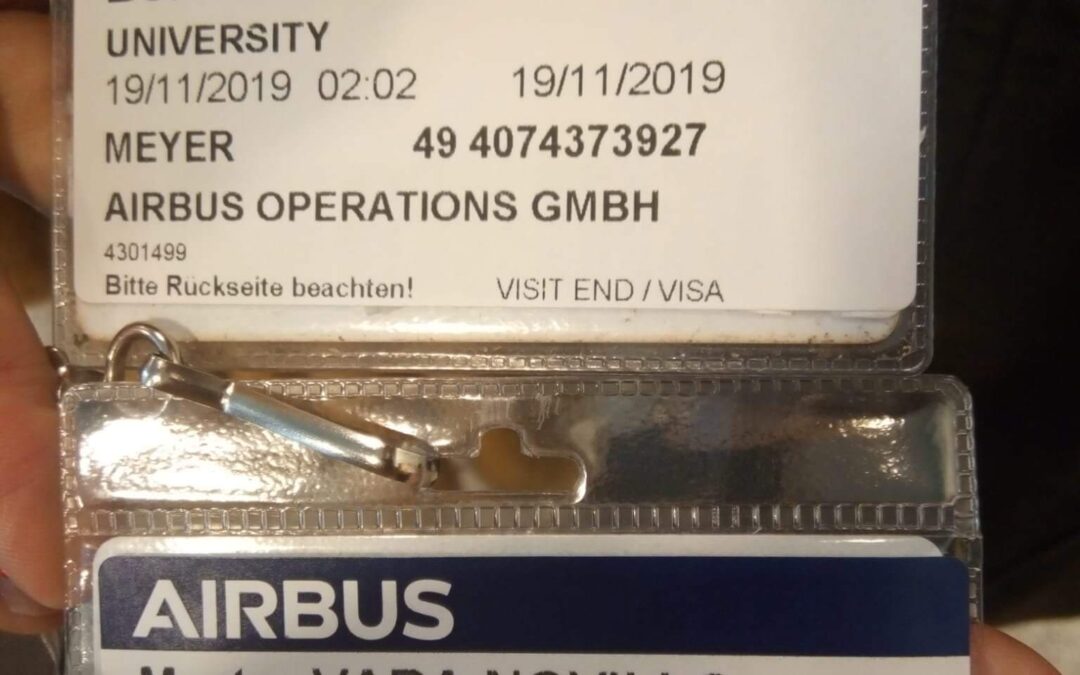 UNIVERSITY
19/11/2019 02:02 19/11/2019
MEYER 49 4074373927
AIRBUS OPERATIONS GMBH
4301499
Bitte Rückseite beachten! VISIT END / VISA
AIRBUS